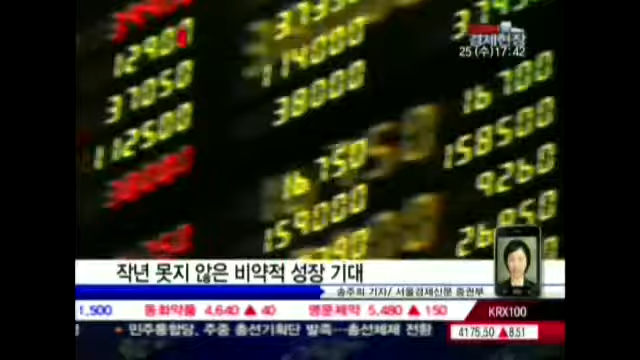 경제현장
25 (수)17:42
12900
37050
112500
114000
38000
16750
159000
16700
158500
9260
26850
작년 못지 않은 비약적 성장 기대
송주희 기자/ 서울경제신문 증권부
1,500 동화약품 4,640 ▲ 40 명문제약 5,480 ▲ 150 KRX100
민주통합당, 주중 총선기획단 발족…총선체제 전환 4175.50 ▲8.51